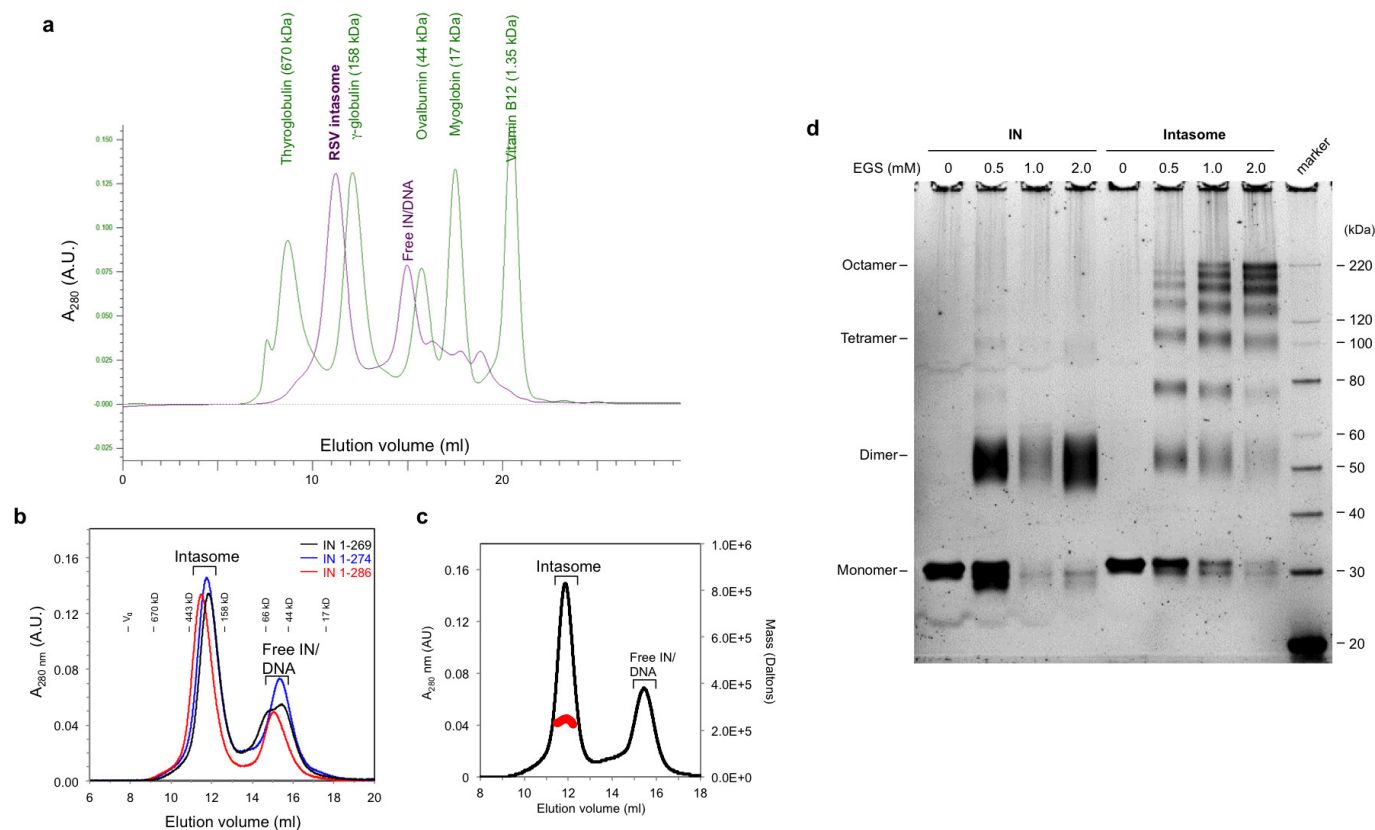 a
Thyroglobulin (670 kDa)
RSV intasome
γ-globulin (158 kDa)
Free IN/DNA
Ovalbumin (44 kDa)
Myoglobin (17 kDa)
Vitamin B12 (1.35 kDa)
A280 (A.U.)
0.150
0.125
0.100
0.075
0.050
0.025
-0.000
-0.025
Elution volume (ml)
0 10 20
b
Intasome
IN 1-269
IN 1-274
IN 1-286
V0
670 kD
443 kD
158 kD
66 kD
44 kD
17 kD
Free IN/
DNA
A280 nm (A.U.)
0.16
0.12
0.08
0.04
0.00
6 8 10 12 14 16 18 20
Elution volume (ml)
c
Intasome
Free IN/
DNA
A280 nm (AU)
0.16
0.12
0.08
0.04
0
1.0E+6
8.0E+5
6.0E+5
4.0E+5
2.0E+5
0.0E+0
Mass (Daltons)
8 10 12 14 16 18
Elution volume (ml)
d
IN Intasome
EGS (mM) 0 0.5 1.0 2.0 0 0.5 1.0 2.0 marker
(kDa)
Octamer
Tetramer
Dimer
Monomer
220
120
100
80
60
50
40
30
20